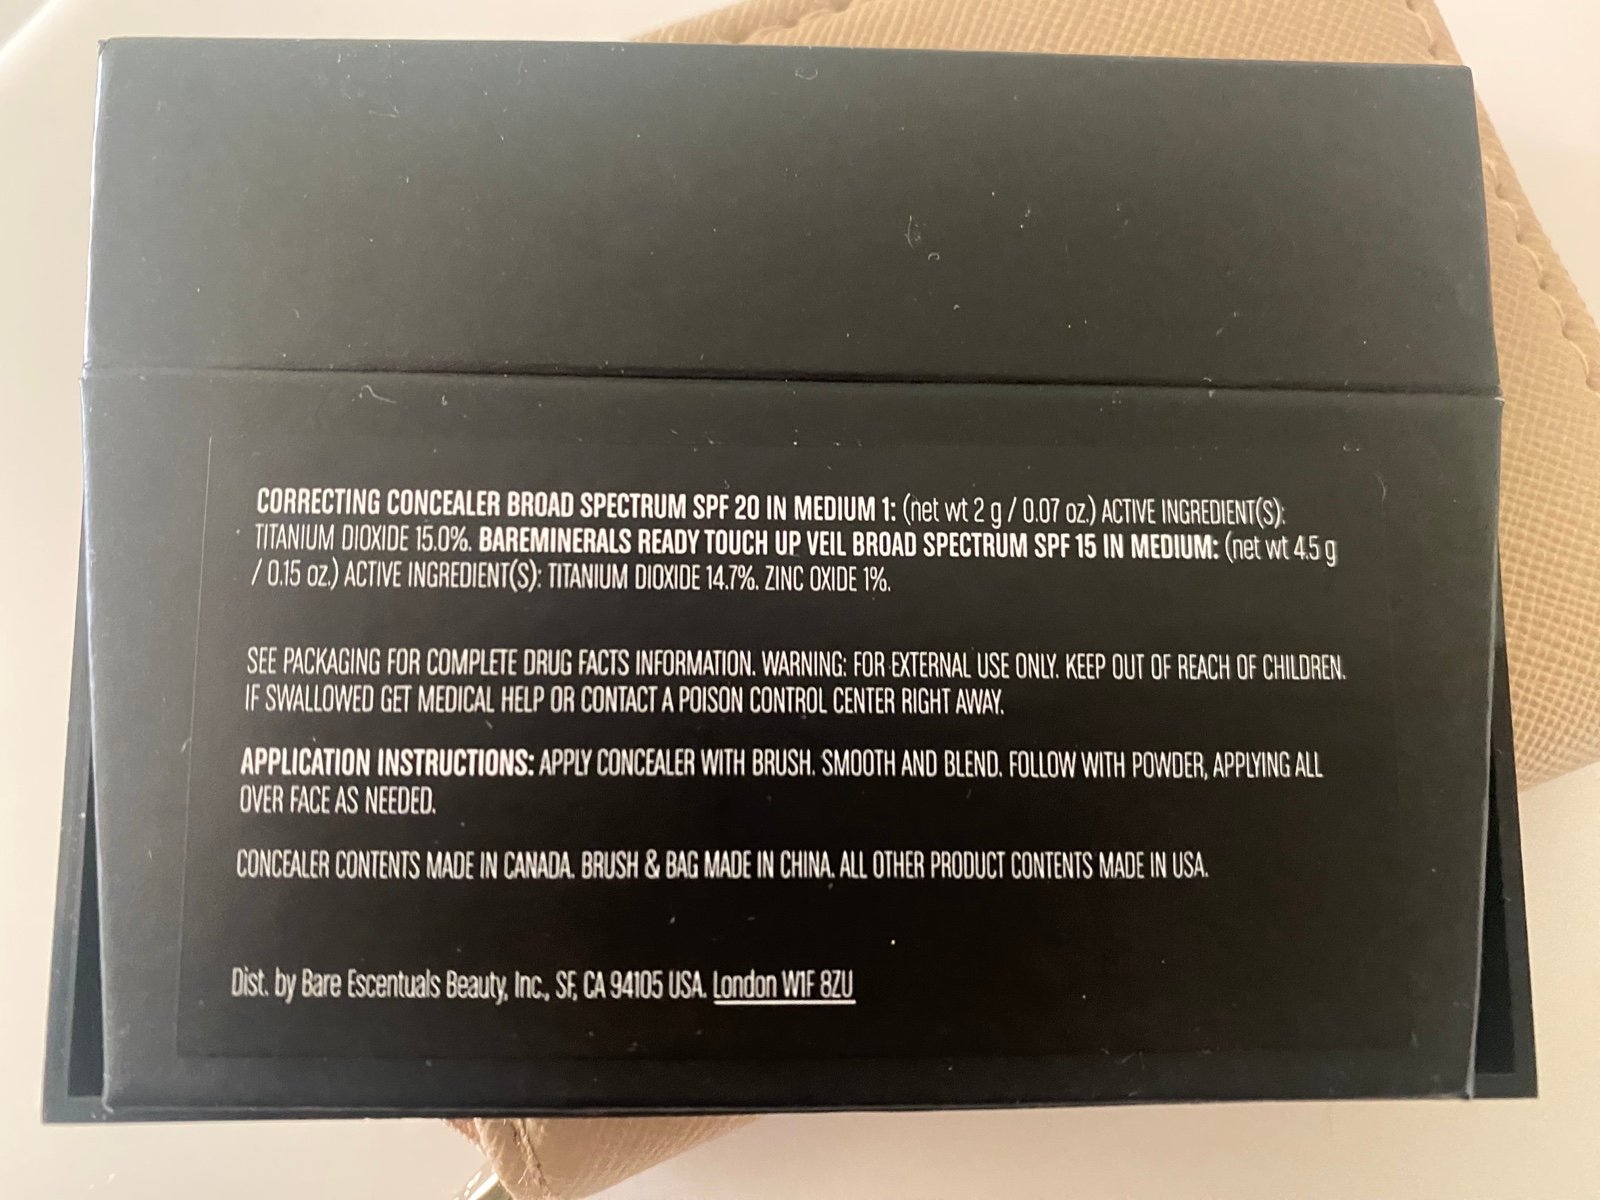 CORRECTING CONCEALER BROAD SPECTRUM SPF 20 IN MEDIUM 1: (net wt 2 g / 0.07 oz.) ACTIVE INGREDIENT(S):
TITANIUM DIOXIDE 15.0%. BAREMINERALS READY TOUCH UP VEIL BROAD SPECTRUM SPF 15 IN MEDIUM: (net wt 4.5 g
/ 0.15 oz.) ACTIVE INGREDIENT(S): TITANIUM DIOXIDE 14.7%. ZINC OXIDE 1%.
SEE PACKAGING FOR COMPLETE DRUG FACTS INFORMATION. WARNING: FOR EXTERNAL USE ONLY. KEEP OUT OF REACH OF CHILDREN.
IF SWALLOWED GET MEDICAL HELP OR CONTACT A POISON CONTROL CENTER RIGHT AWAY.
APPLICATION INSTRUCTIONS: APPLY CONCEALER WITH BRUSH. SMOOTH AND BLEND. FOLLOW WITH POWDER, APPLYING ALL
OVER FACE AS NEEDED.
CONCEALER CONTENTS MADE IN CANADA. BRUSH & BAG MADE IN CHINA. ALL OTHER PRODUCT CONTENTS MADE IN USA.
Dist. by Bare Escentuals Beauty, Inc., SF, CA 94105 USA. London W1F 8ZU